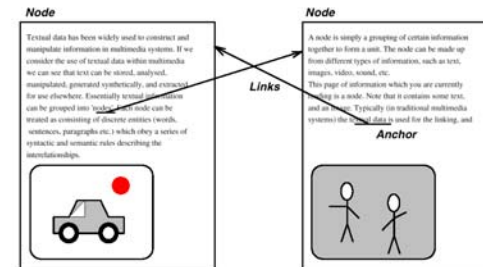 Node
Textual data has been widely used to construct and
manipulate information in multimedia systems. If we
consider the use of textual data within multimedia
we can see that text can be stored, analysed,
manipulated, generated synthetically, and extracted
for use elsewhere. Essentially textual information
can be grouped into 'nodes'. Each node can be
treated as consisting of discrete entities (words,
sentences, paragraphs etc.) which obey a series of
syntactic and semantic rules describing the
interelationships.
Links
Node
A node is simply a grouping of certain information
together to form a unit. The node can be made up
from different types of information, such as text,
images, video, sound, etc.
This page of information which you are currently
reading is a node. Note that it contains some text,
and an image. Typically (in traditional multimedia
systems) the textual data is used for the linking, and
Anchor